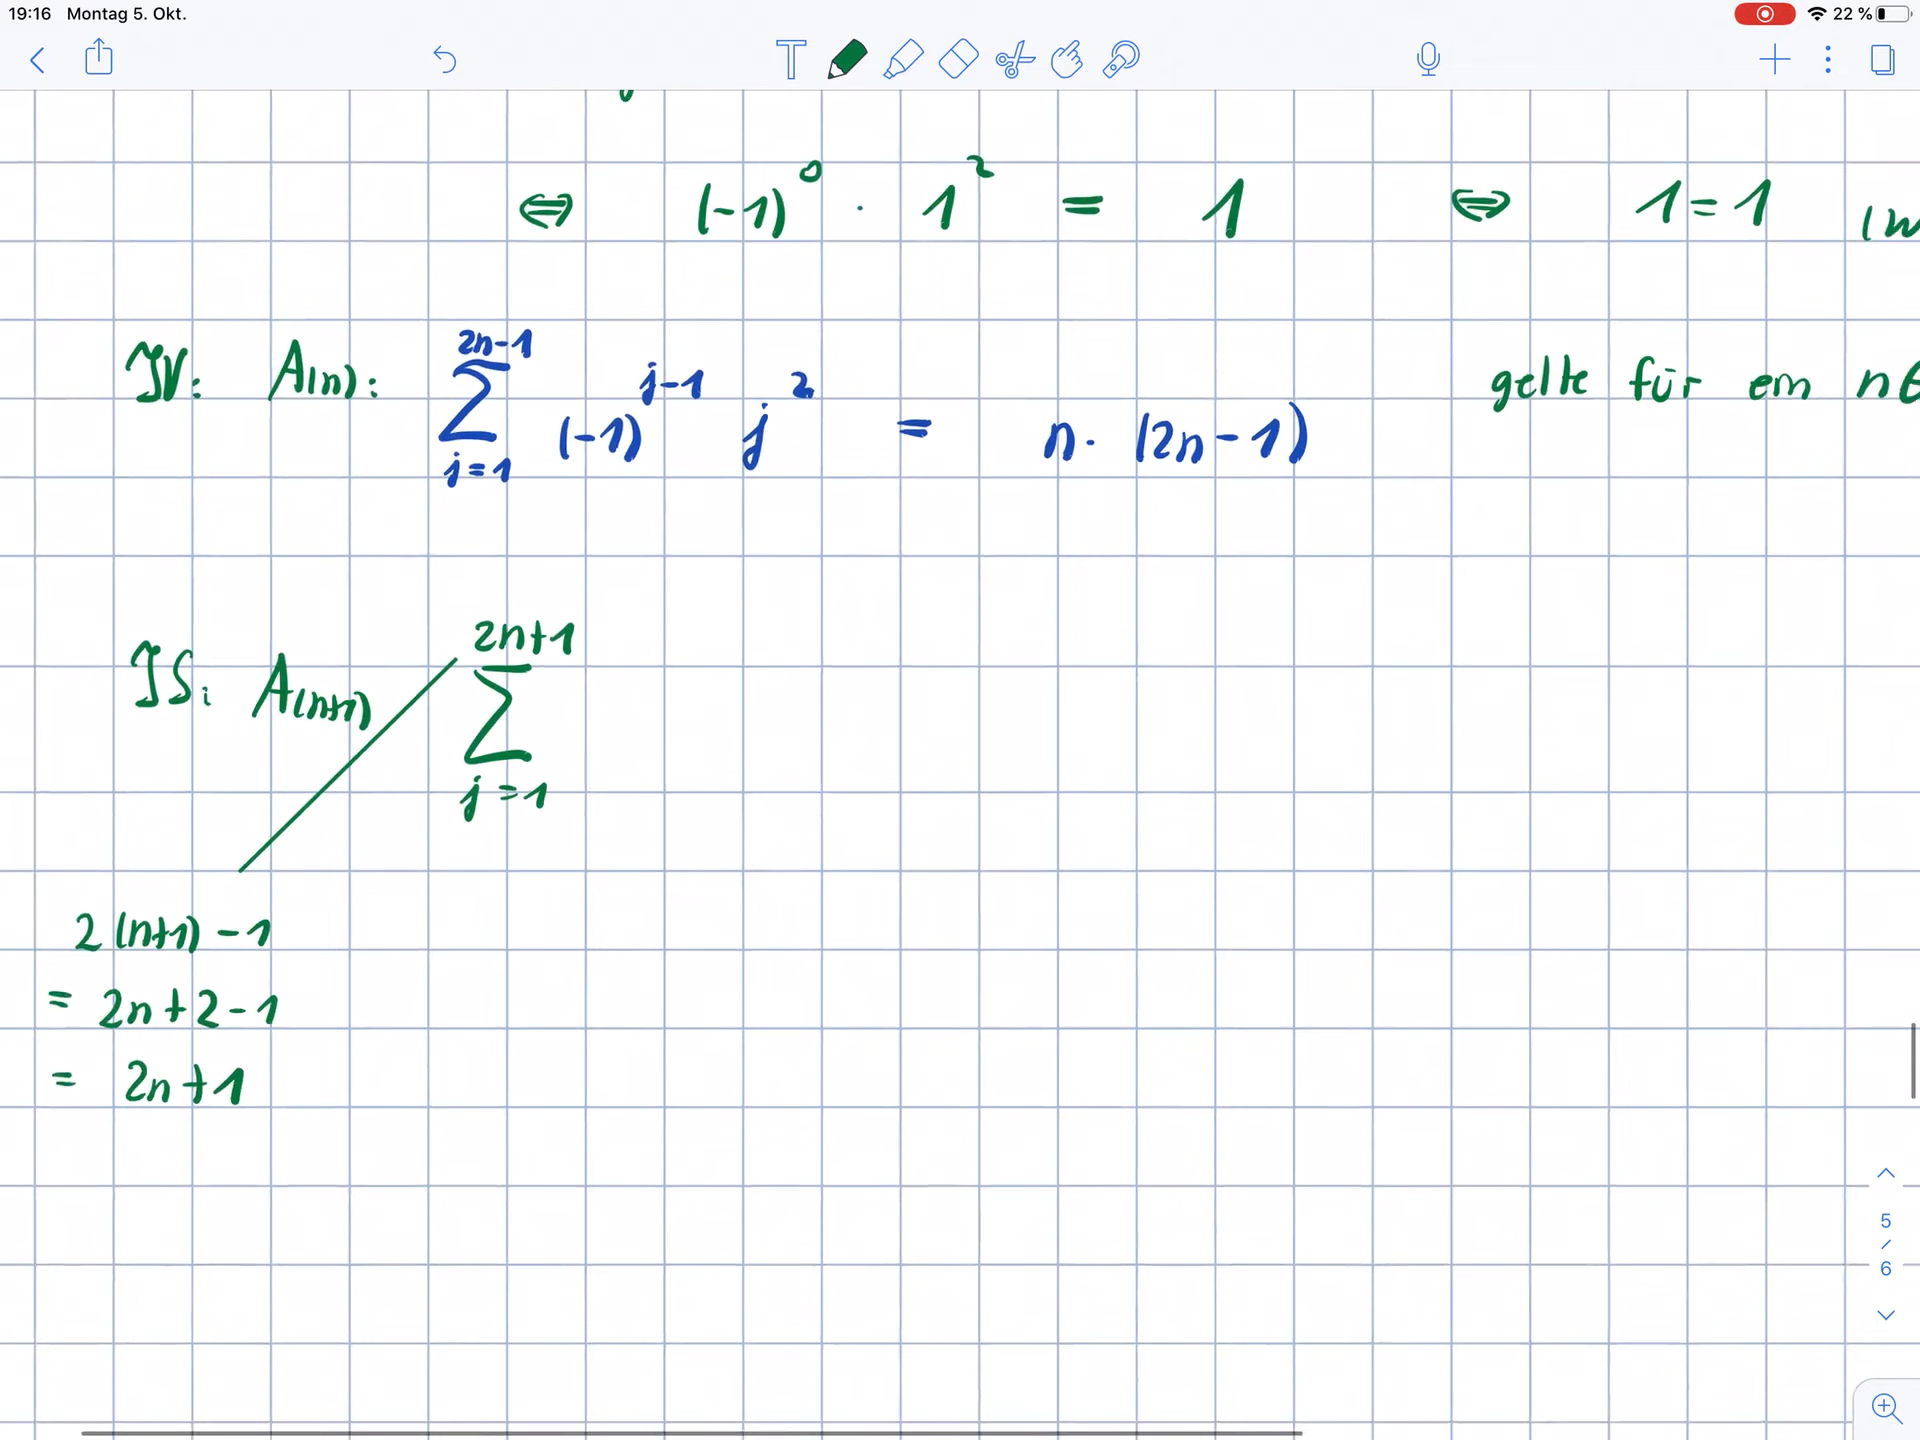 19:16 Montag 5. Okt. 22 %
T
⇔ (-1)^0 · 1^2 = 1 ⇔ 1=1 (w
IV: A(n): \sum_{j=1}^{2n-1} (-1)^{j-1} j^2 = n · (2n-1) gelte für ein n∈
IS: A(n+1) \sum_{j=1}^{2n+1}
2(n+1)-1
= 2n+2-1
= 2n+1
5
/
6